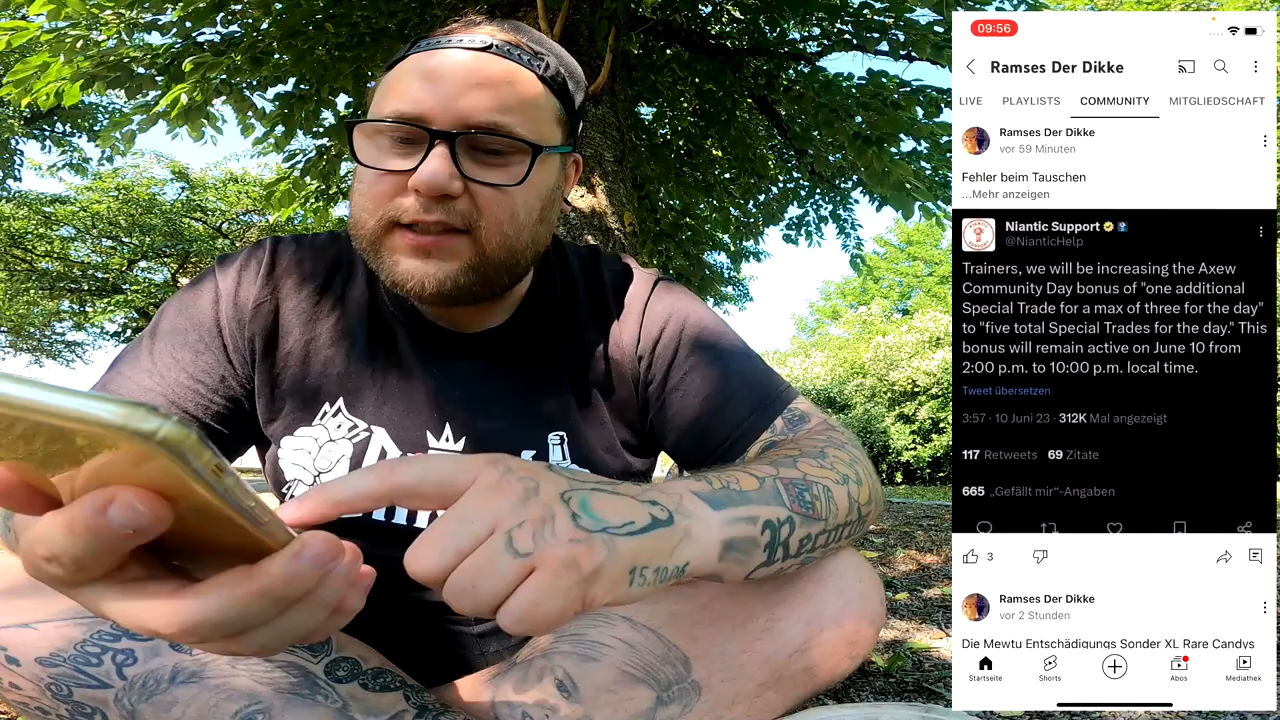 09:56
Ramses Der Dikke
LIVE PLAYLISTS COMMUNITY MITGLIEDSCHAFT
Ramses Der Dikke
vor 59 Minuten
Fehler beim Tauschen
...Mehr anzeigen
Niantic Support
@NianticHelp
Trainers, we will be increasing the Axew
Community Day bonus of "one additional
Special Trade for a max of three for the day"
to "five total Special Trades for the day." This
bonus will remain active on June 10 from
2:00 p.m. to 10:00 p.m. local time.
Tweet übersetzen
3:57 · 10 Juni 23 · 312K Mal angezeigt
117 Retweets 69 Zitate
665 „Gefällt mir“-Angaben
3
Ramses Der Dikke
vor 2 Stunden
Die Mewtu Entschädigungs Sonder XL Rare Candys
Startseite Shorts Abos Mediathek
15.10.06
Vegas